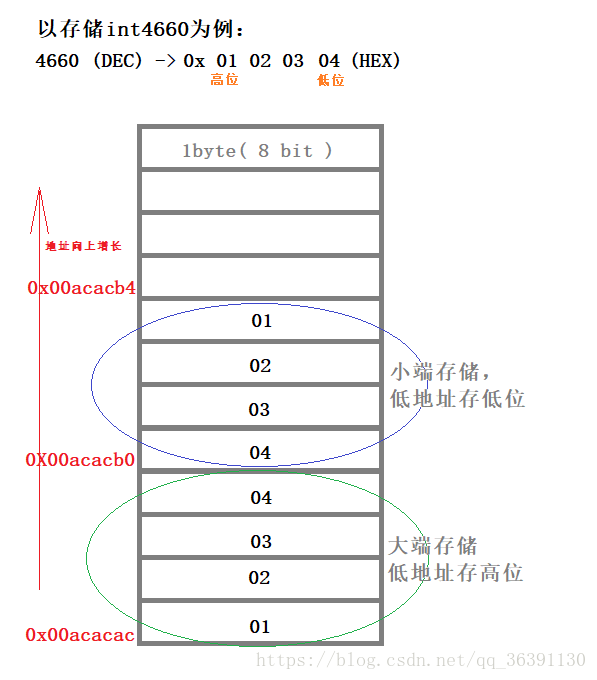 以存储int4660为例：
4660 (DEC) -> 0x 01 02 03 04 (HEX)
高位 低位
1byte( 8 bit )
地址向上增长
0x00acacb4
01
02
小端存储，
低地址存低位
03
04
0X00acacb0
04
03
大端存储
低地址存高位
02
01
0x00acacac
https://blog.csdn.net/qq_36391130